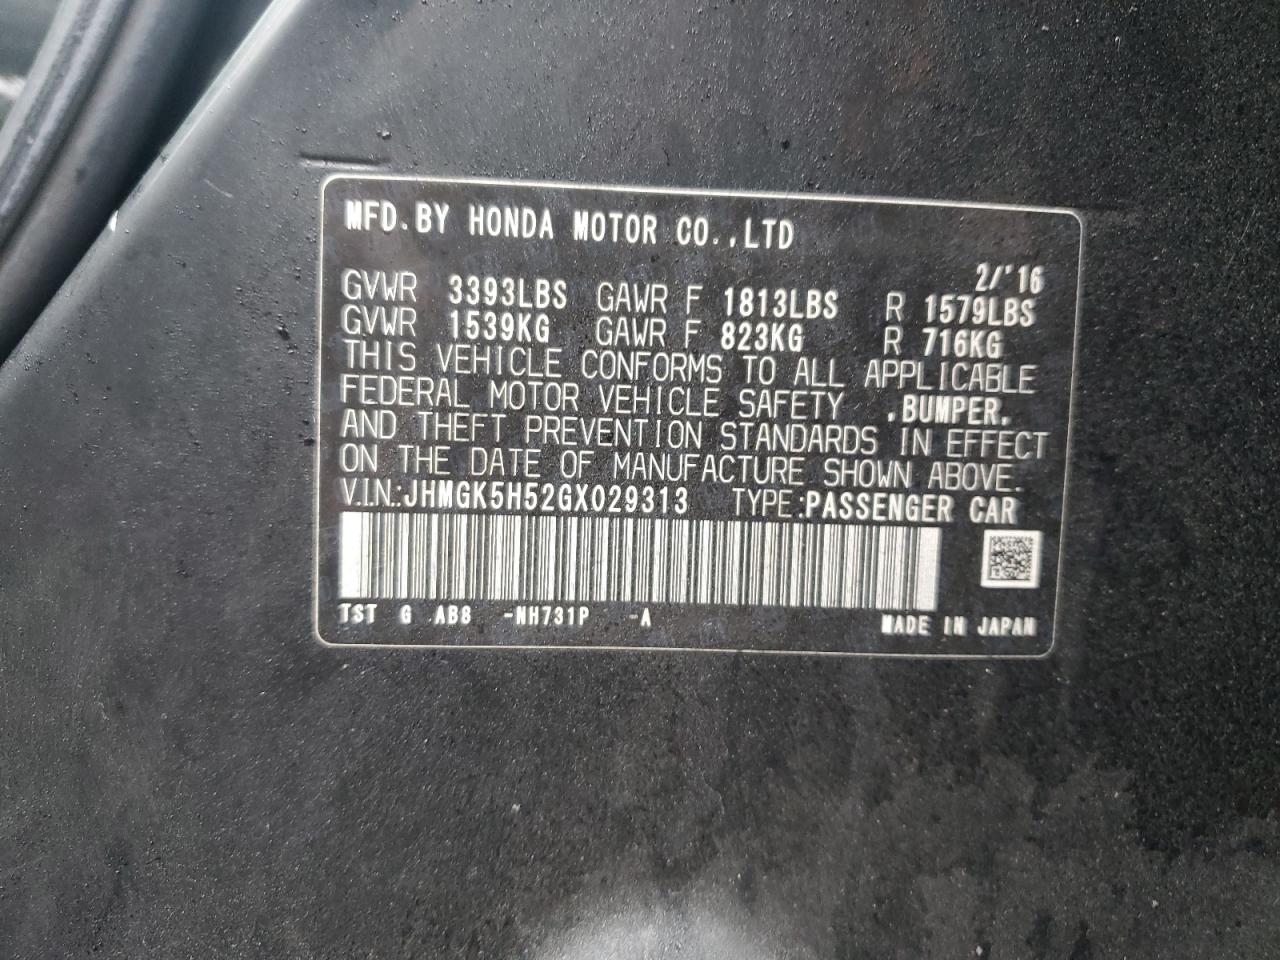 MFD. BY HONDA MOTOR CO.,LTD
2/'16
GVWR 3393LBS GAWR F 1813LBS R 1579LBS
GVWR 1539KG GAWR F 823KG R 716KG
THIS VEHICLE CONFORMS TO ALL APPLICABLE
FEDERAL MOTOR VEHICLE SAFETY ,BUMPER,
AND THEFT PREVENTION STANDARDS IN EFFECT
ON THE DATE OF MANUFACTURE SHOWN ABOVE.
V.I.N.:JHMGK5H52GX029313 TYPE:PASSENGER CAR
TST G AB8 -NH731P -A MADE IN JAPAN